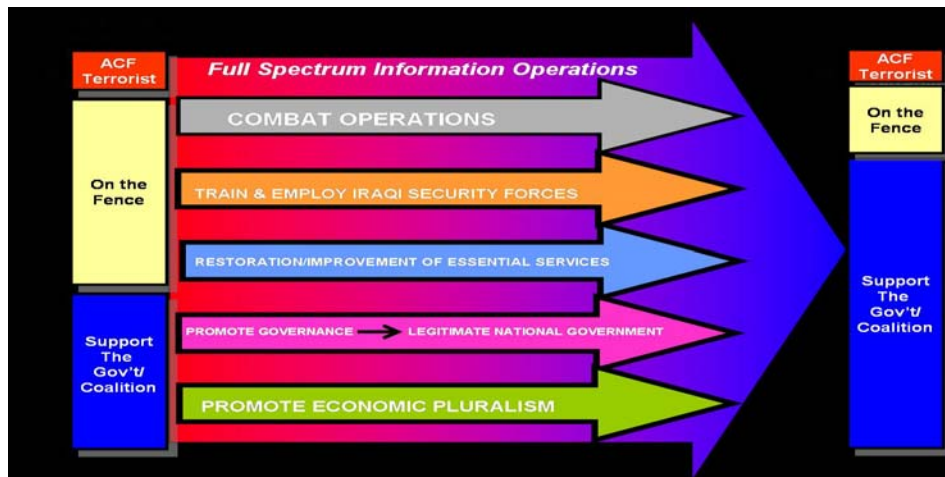 ACF
Terrorist
On the
Fence
Support
The
Gov't/
Coalition
Full Spectrum Information Operations
COMBAT OPERATIONS
TRAIN & EMPLOY IRAQI SECURITY FORCES
RESTORATION/IMPROVEMENT OF ESSENTIAL SERVICES
PROMOTE GOVERNANCE → LEGITIMATE NATIONAL GOVERNMENT
PROMOTE ECONOMIC PLURALISM
ACF
Terrorist
On the
Fence
Support
The
Gov't/
Coalition